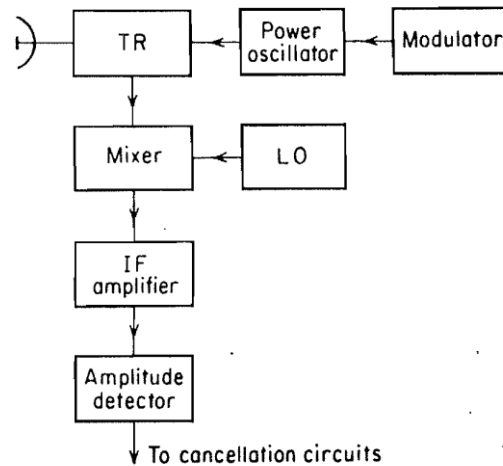 TR
Power
oscillator
Modulator
Mixer
LO
IF
amplifier
Amplitude
detector
To cancellation circuits